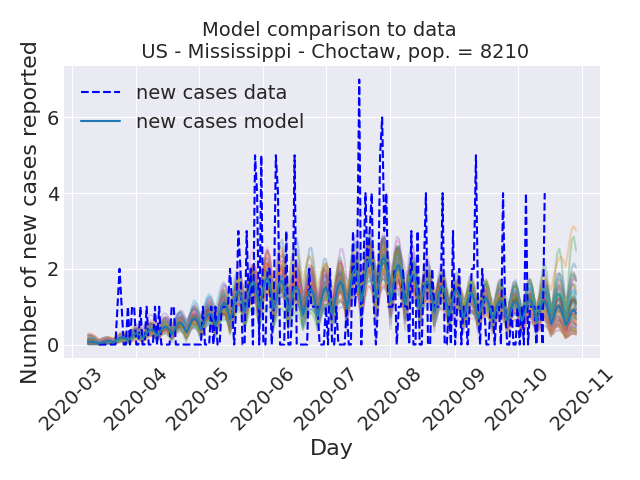 Model comparison to data
US - Mississippi - Choctaw, pop. = 8210
Number of new cases reported
new cases data
new cases model
6
4
2
0
2020-03
2020-04
2020-05
2020-06
2020-07
2020-08
2020-09
2020-10
2020-11
Day